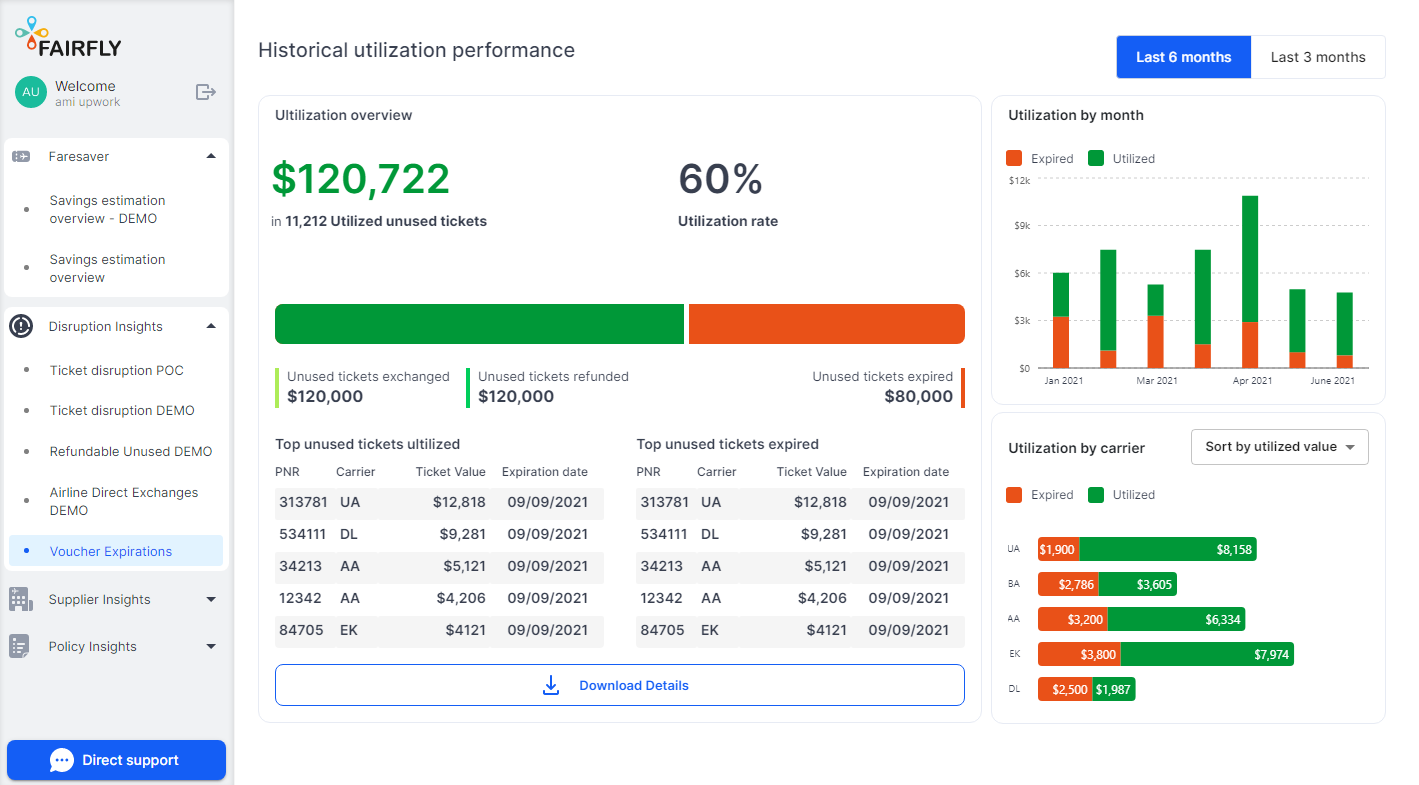 FAIRFLY
AU
Welcome
ami upwork
Faresaver
Savings estimation
overview - DEMO
Savings estimation
overview
Disruption Insights
Ticket disruption POC
Ticket disruption DEMO
Refundable Unused DEMO
Airline Direct Exchanges
DEMO
Voucher Expirations
Supplier Insights
Policy Insights
Direct support
Historical utilization performance
Last 6 months
Last 3 months
Ultilization overview
$120,722
in 11,212 Utilized unused tickets
60%
Utilization rate
Unused tickets exchanged
$120,000
Unused tickets refunded
$120,000
Unused tickets expired
$80,000
Top unused tickets ultilized
PNR Carrier Ticket Value Expiration date
313781 UA $12,818 09/09/2021
534111 DL $9,281 09/09/2021
34213 AA $5,121 09/09/2021
12342 AA $4,206 09/09/2021
84705 EK $4121 09/09/2021
Top unused tickets expired
PNR Carrier Ticket Value Expiration date
313781 UA $12,818 09/09/2021
534111 DL $9,281 09/09/2021
34213 AA $5,121 09/09/2021
12342 AA $4,206 09/09/2021
84705 EK $4121 09/09/2021
Download Details
Utilization by month
Expired Utilized
$12k
$9k
$6k
$3k
$0
Jan 2021 Mar 2021 Apr 2021 June 2021
Utilization by carrier
Sort by utilized value
Expired Utilized
UA $1,900 $8,158
BA $2,786 $3,605
AA $3,200 $6,334
EK $3,800 $7,974
DL $2,500 $1,987